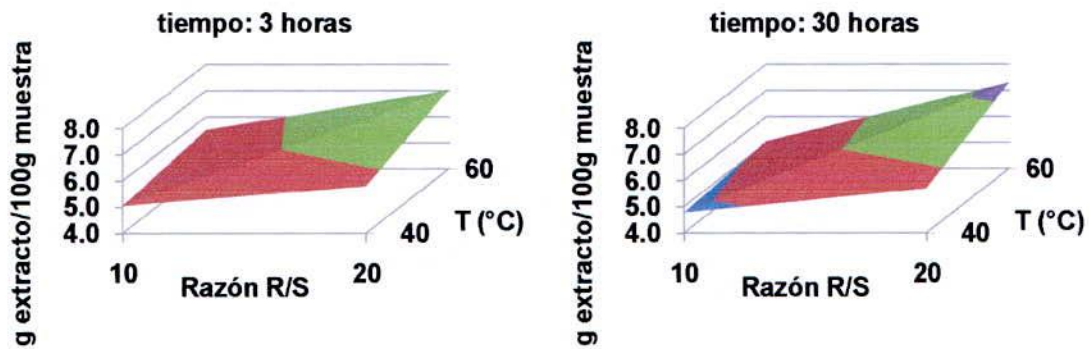 tiempo: 3 horas
g extracto/100g muestra
8.0
7.0
6.0
5.0
4.0
10
20
Razón R/S
40
60
T (°C)
tiempo: 30 horas
g extracto/100g muestra
8.0
7.0
6.0
5.0
4.0
10
20
Razón R/S
40
60
T (°C)